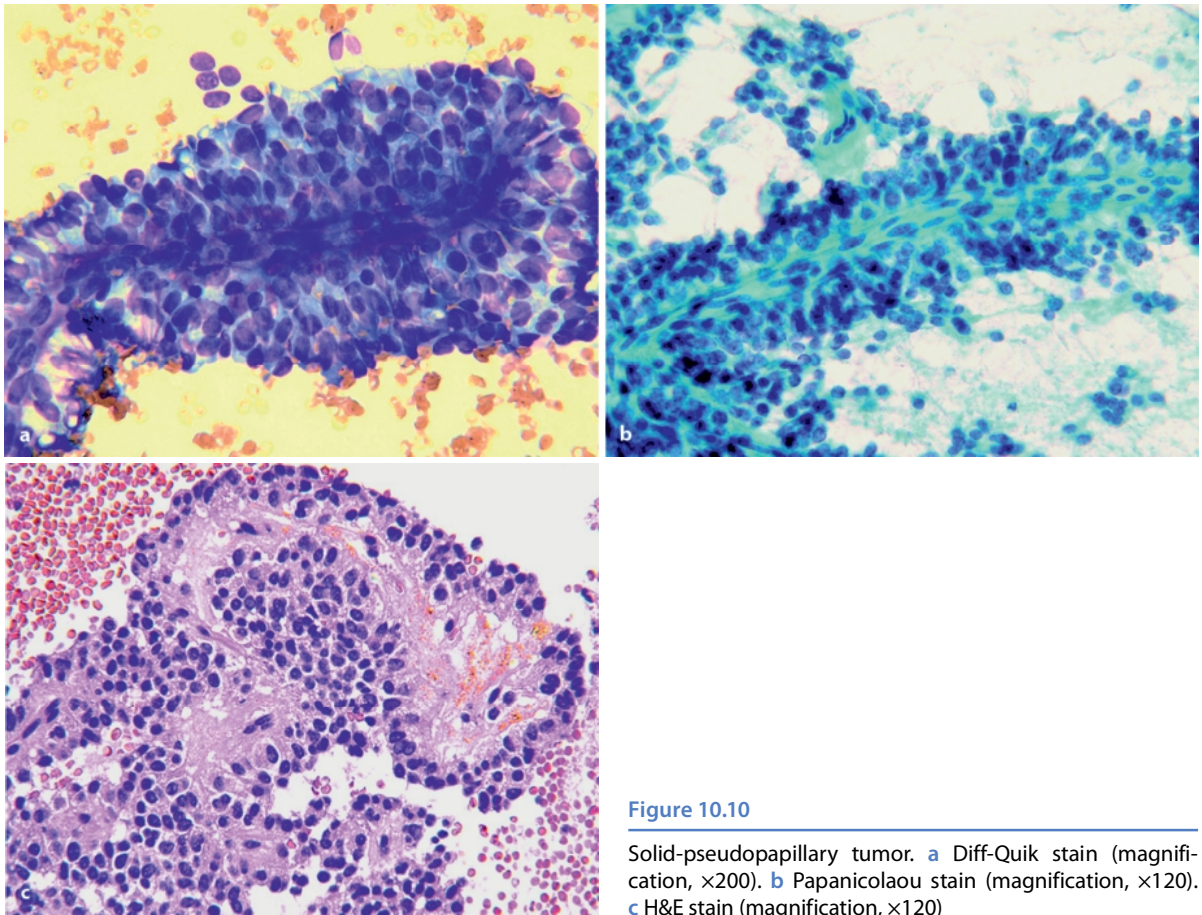 a
b
c
Figure 10.10
Solid-pseudopapillary tumor. a Diff-Quik stain (magnifi-
cation, ×200). b Papanicolaou stain (magnification, ×120).
c H&E stain (magnification, ×120)